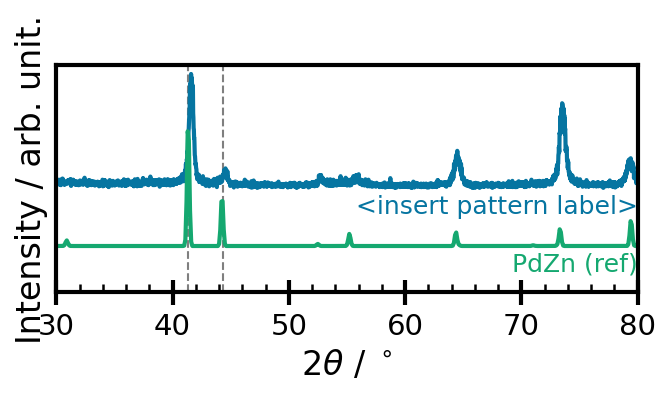 Intensity / arb. unit.
<insert pattern label>
PdZn (ref)
30 40 50 60 70 80
2θ / °